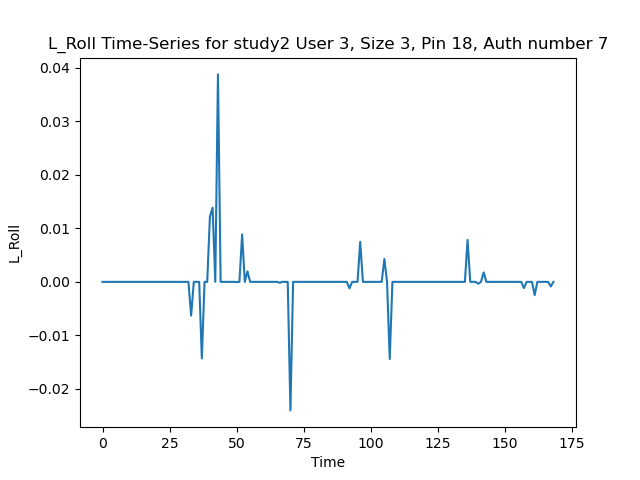 L_Roll Time-Series for study2 User 3, Size 3, Pin 18, Auth number 7
0.04
0.03
0.02
0.01
0.00
−0.01
−0.02
L_Roll
0 25 50 75 100 125 150 175
Time